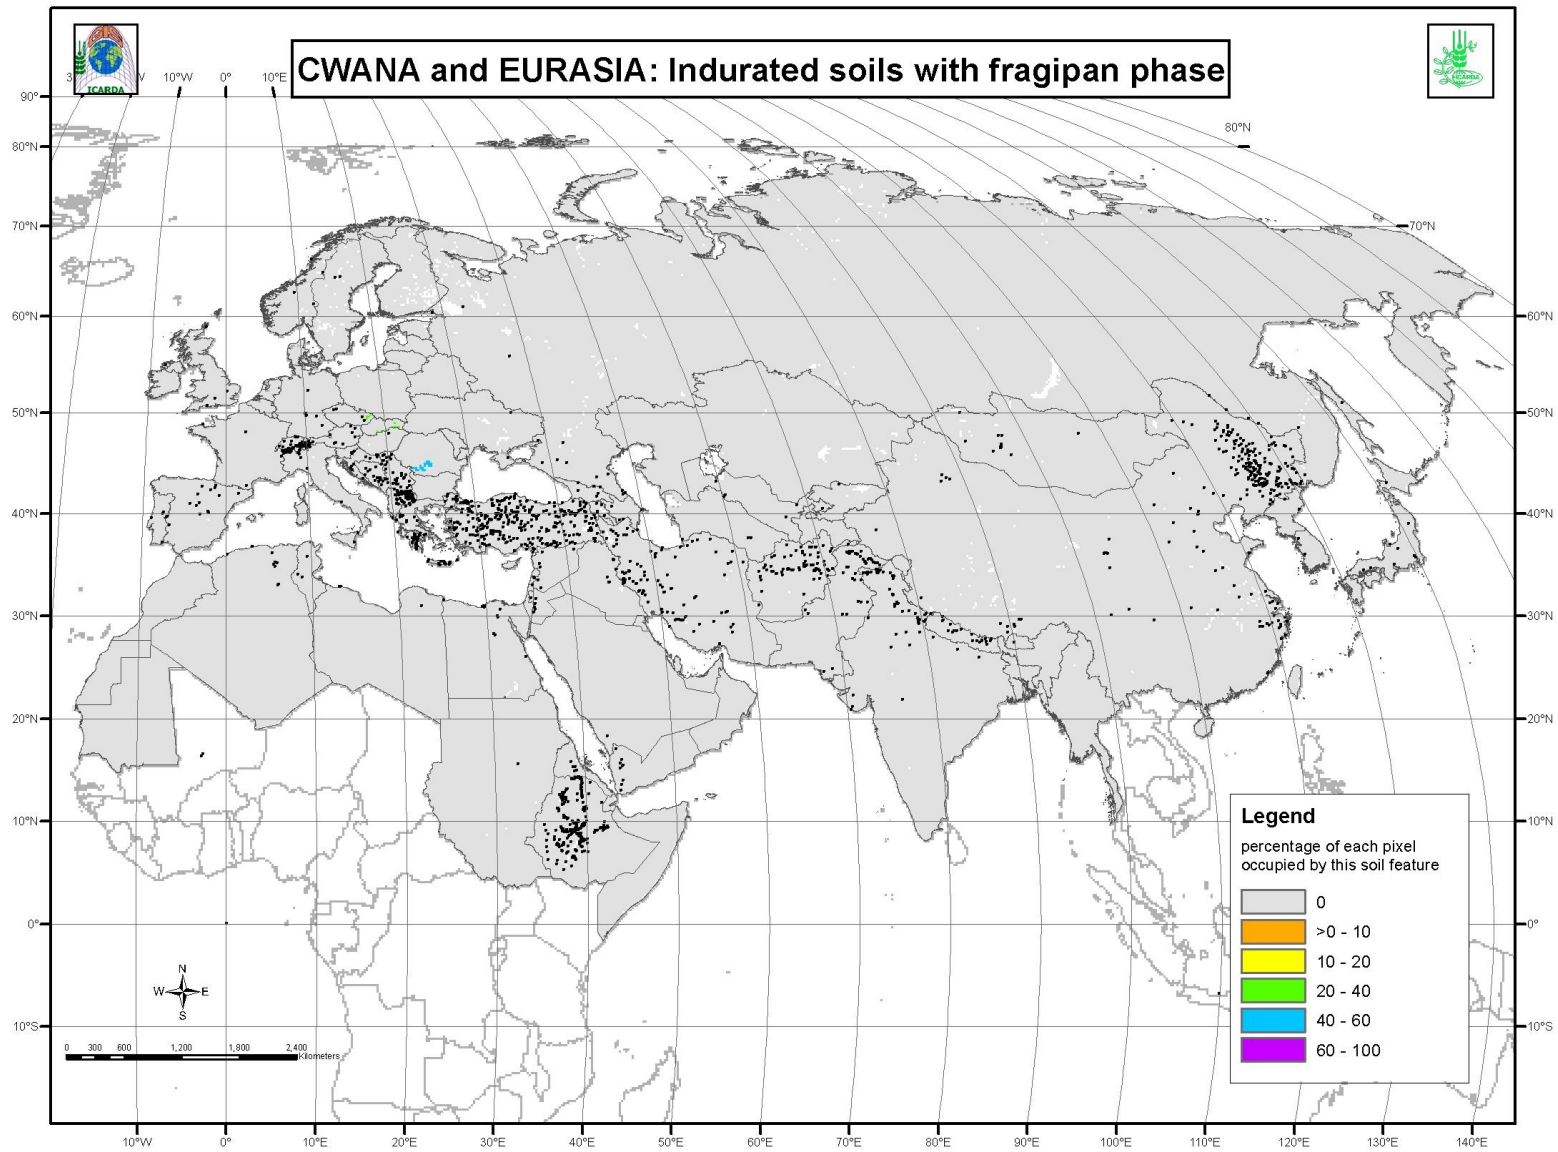 ICARDA
10°W 0° 10°E
CWANA and EURASIA: Indurated soils with fragipan phase
ICARDA
90°
80°
70°N
60°N
50°N
40°N
30°N
20°N
10°N
0°
10°S
80°N
70°N
60°N
50°N
40°N
30°N
20°N
10°N
0°
10°S
Legend
percentage of each pixel
occupied by this soil feature
0
>0 - 10
10 - 20
20 - 40
40 - 60
60 - 100
N
W E
S
0 300 600 1,200 1,800 2,400
Kilometers
10°W 0° 10°E 20°E 30°E 40°E 50°E 60°E 70°E 80°E 90°E 100°E 110°E 120°E 130°E 140°E